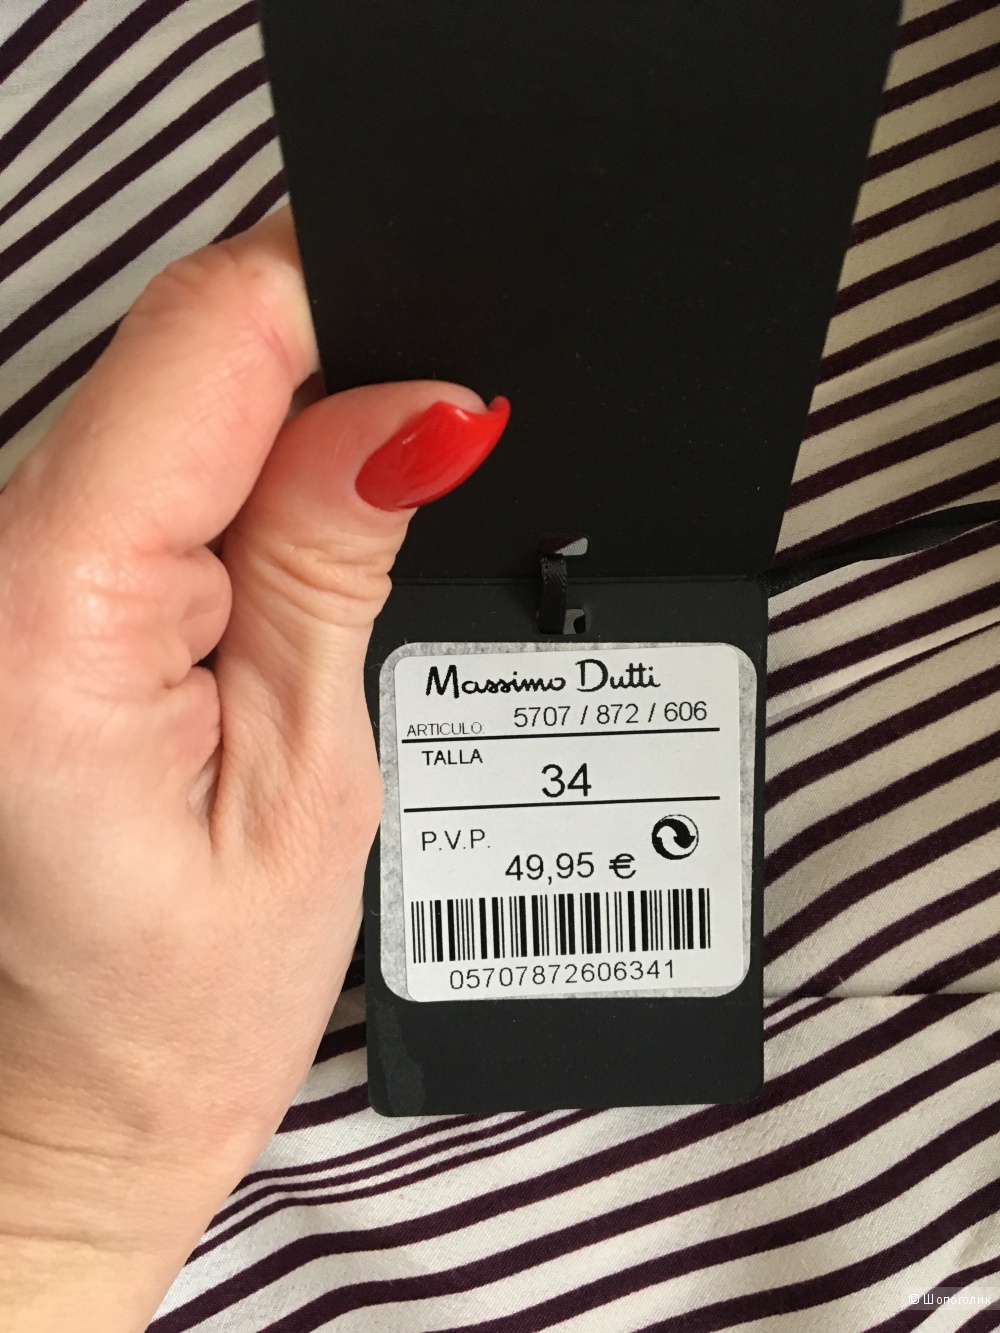 Massimo Dutti
ARTICULO: 5707 / 872 / 606
TALLA
34
P.V.P.
49,95 €
05707872606341
© Шопоголик